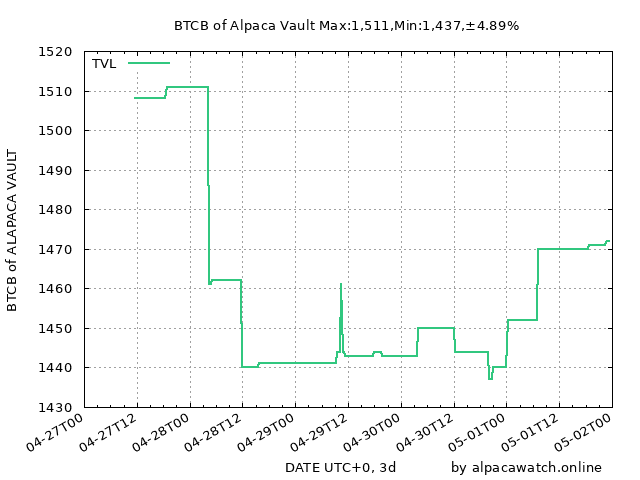 BTCB of Alpaca Vault Max:1,511,Min:1,437,±4.89%
TVL
1520
1510
1500
1490
1480
1470
1460
1450
1440
1430
BTCB of ALAPACA VAULT
04-27T00
04-27T12
04-28T00
04-28T12
04-29T00
04-29T12
04-30T00
04-30T12
05-01T00
05-01T12
05-02T00
DATE UTC+0, 3d
by alpacawatch.online